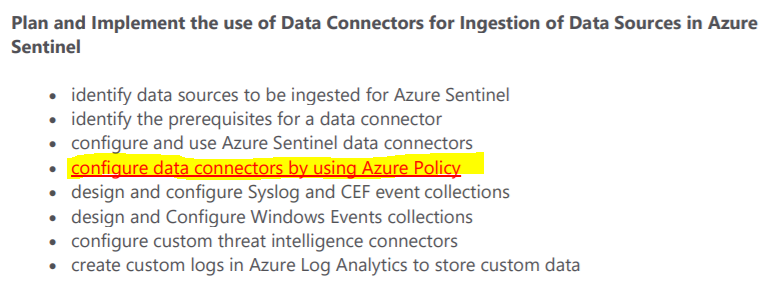 Plan and Implement the use of Data Connectors for Ingestion of Data Sources in Azure
Sentinel
• identify data sources to be ingested for Azure Sentinel
• identify the prerequisites for a data connector
• configure and use Azure Sentinel data connectors
• configure data connectors by using Azure Policy
• design and configure Syslog and CEF event collections
• design and Configure Windows Events collections
• configure custom threat intelligence connectors
• create custom logs in Azure Log Analytics to store custom data